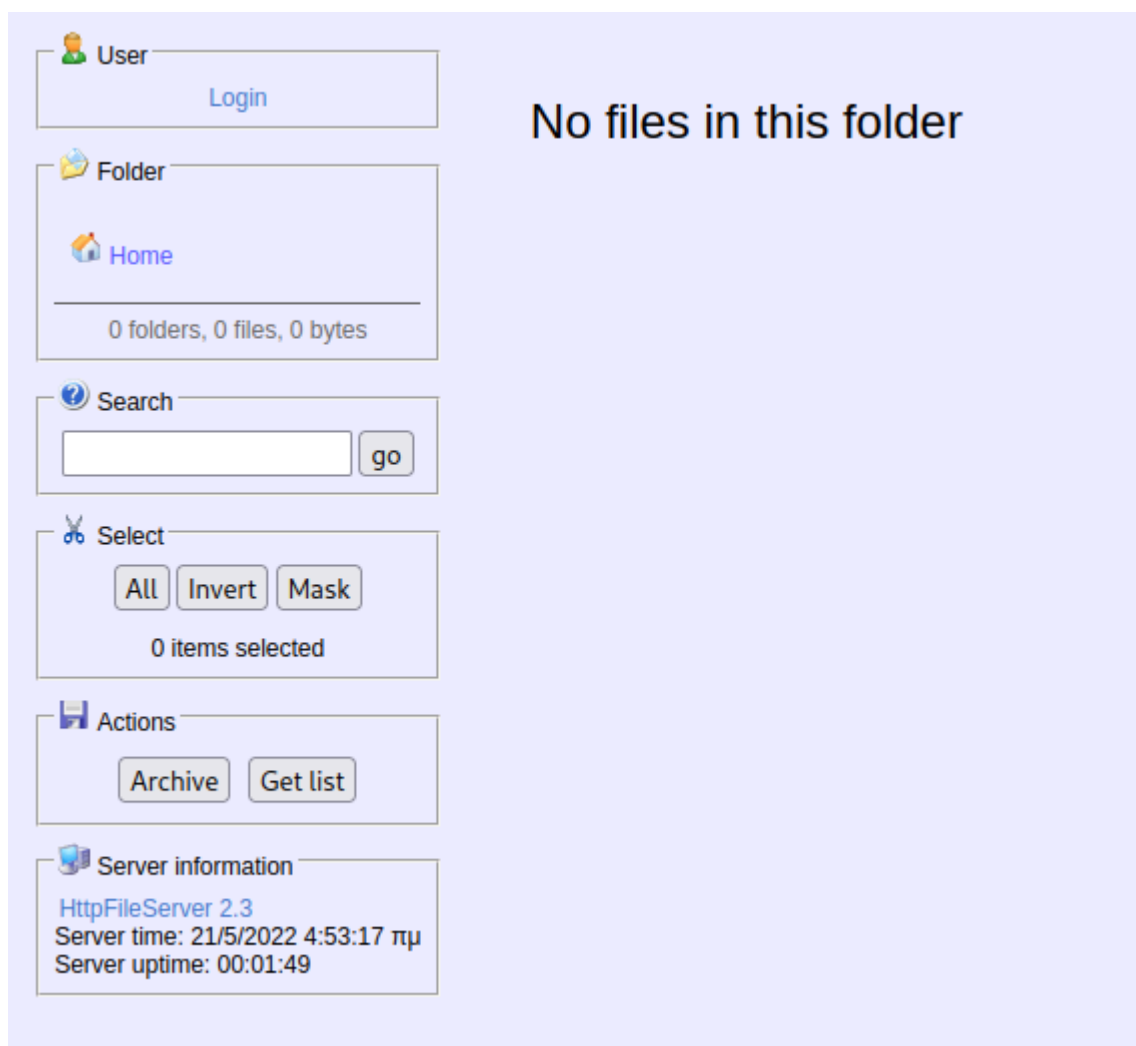 User
Login
No files in this folder
Folder
Home
0 folders, 0 files, 0 bytes
Search
go
Select
All Invert Mask
0 items selected
Actions
Archive Get list
Server information
HttpFileServer 2.3
Server time: 21/5/2022 4:53:17 πμ
Server uptime: 00:01:49